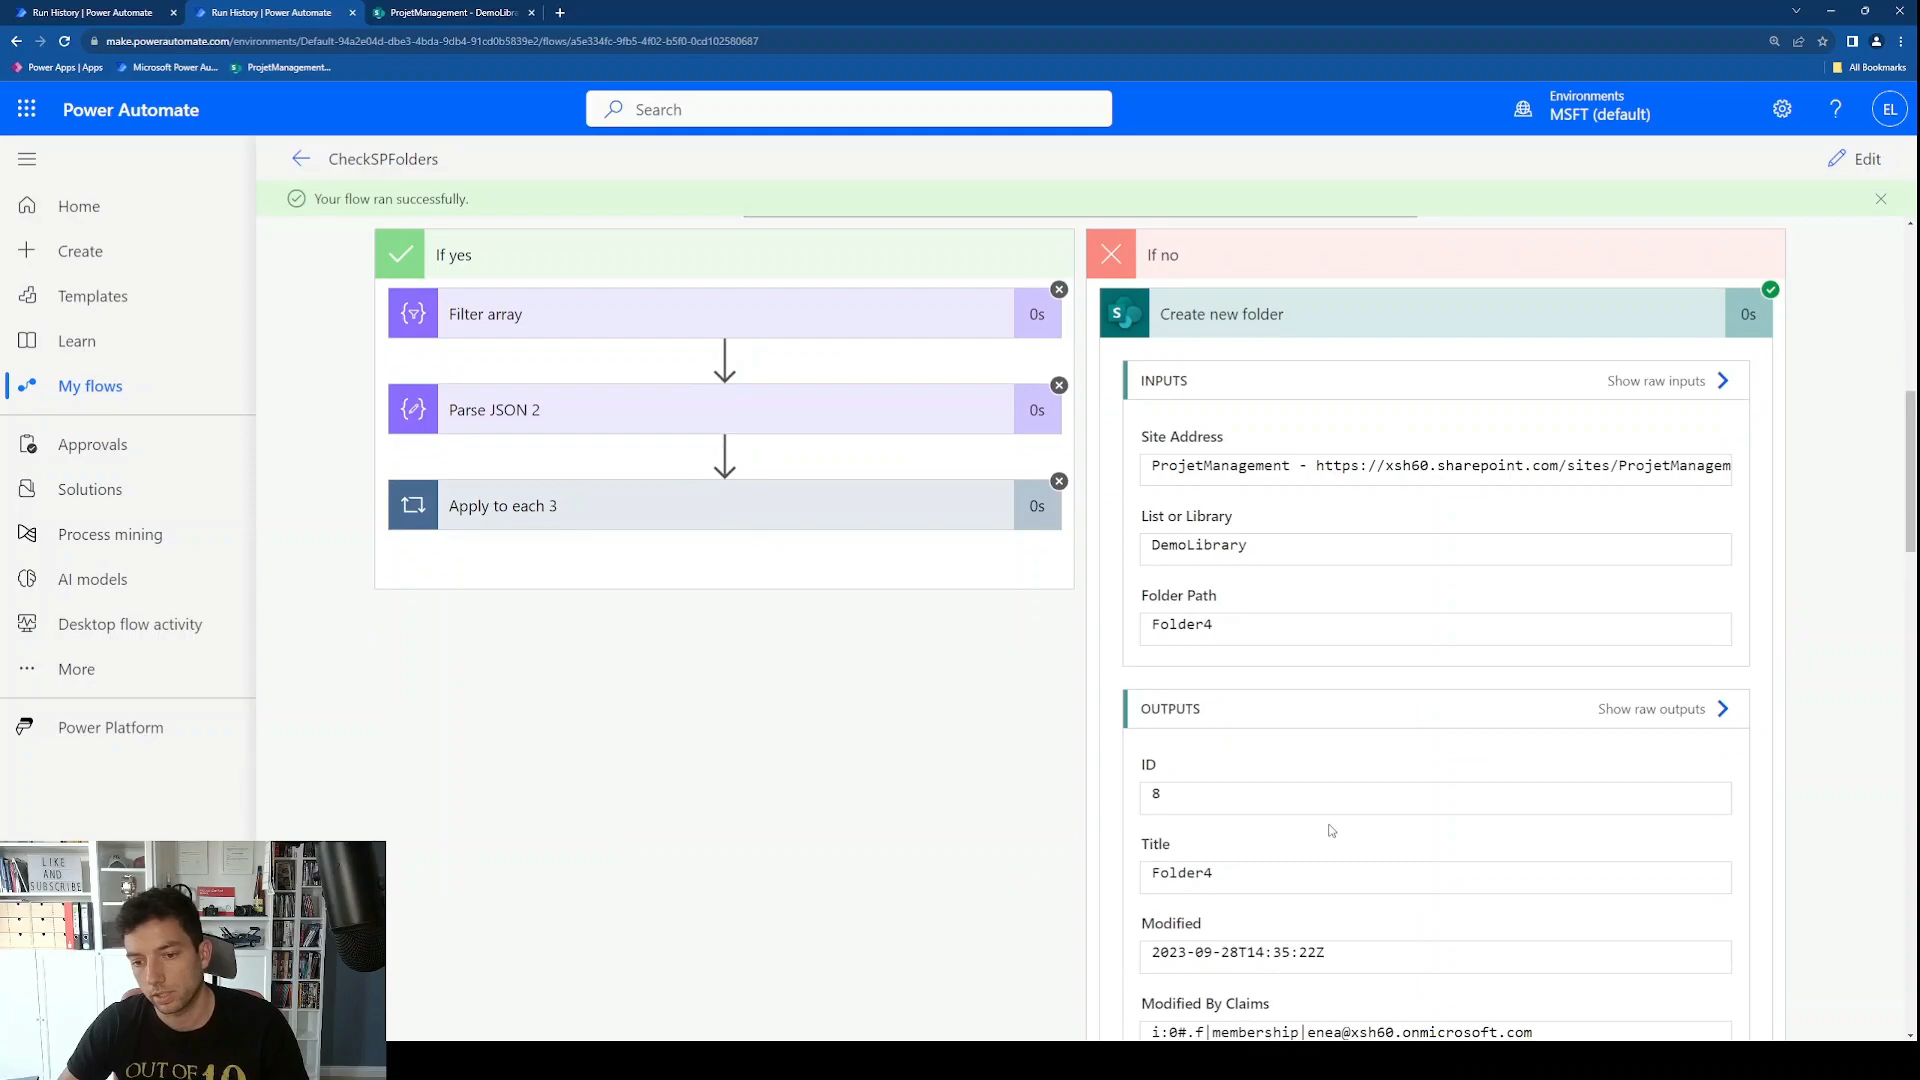 Run History | Power Automate
Run History | Power Automate
ProjetManagement - DemoLibra
make.powerautomate.com/environments/Default-94a2e04d-dbe3-4bda-9db4-91cd0b5839e2/flows/a5e334fc-9fb5-4f02-b5f0-0cd102580687
Power Apps | Apps
Microsoft Power Au...
ProjetManagement...
All Bookmarks
Power Automate
Search
Environments
MSFT (default)
?
EL
CheckSPFolders
Edit
Your flow ran successfully.
Home
Create
Templates
Learn
My flows
Approvals
Solutions
Process mining
AI models
Desktop flow activity
More
Power Platform
If yes
Filter array
0s
Parse JSON 2
0s
Apply to each 3
0s
If no
S
Create new folder
0s
INPUTS
Show raw inputs
Site Address
ProjetManagement - https://xsh60.sharepoint.com/sites/ProjetManagem
List or Library
DemoLibrary
Folder Path
Folder4
OUTPUTS
Show raw outputs
ID
8
Title
Folder4
Modified
2023-09-28T14:35:22Z
Modified By Claims
i:0#.f|membership|enea@xsh60.onmicrosoft.com
LIKE
AND
SUBSCRIBE
OUT OF 10